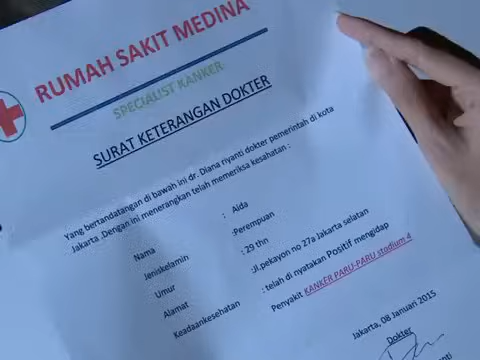 RUMAH SAKIT MEDINA
SPECIALIST KANKER
SURAT KETERANGAN DOKTER
Yang bertandatangan di bawah ini dr. Diana riyanti dokter pemerintah di kota
Jakarta .Dengan ini menerangkan telah memeriksa kesahatan :
Nama : Aida
Jeniskelamin :Perempuan
Umur : 29 thn
Alamat :Jl.pekayon no 27a Jakarta selatan
Keadaankesehatan : telah di nyatakan Positif mengidap
Penyakit KANKER PARU-PARU stadium 4
Jakarta, 08 Januari 2015
Dokter